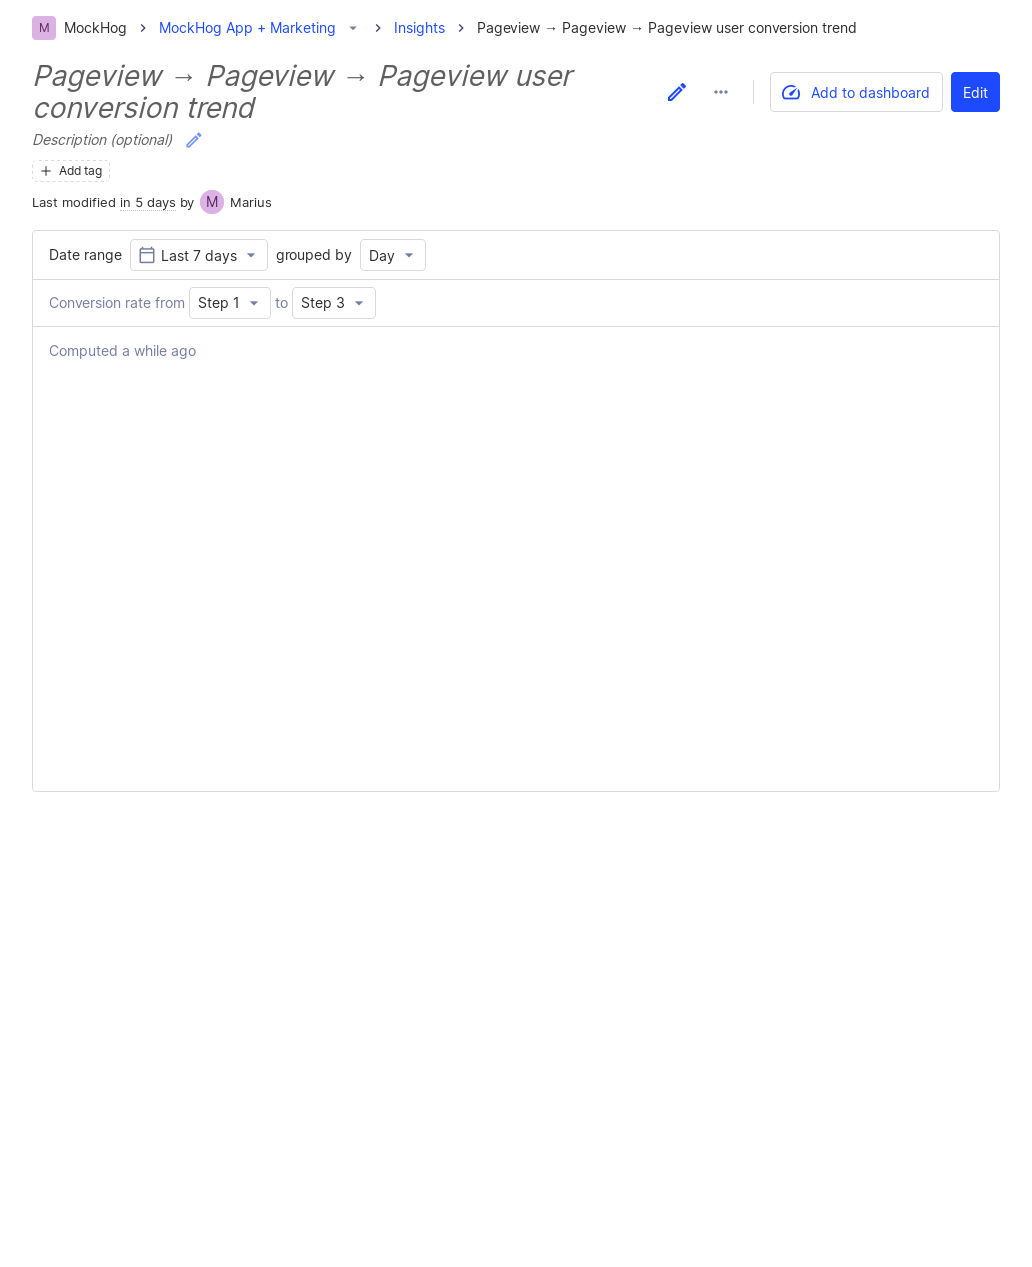 M MockHog MockHog App + Marketing Insights Pageview → Pageview → Pageview user conversion trend
Pageview → Pageview → Pageview user
conversion trend
Add to dashboard
Edit
Description (optional)
Add tag
Last modified in 5 days by M Marius
Date range Last 7 days grouped by Day
Conversion rate from Step 1 to Step 3
Computed a while ago